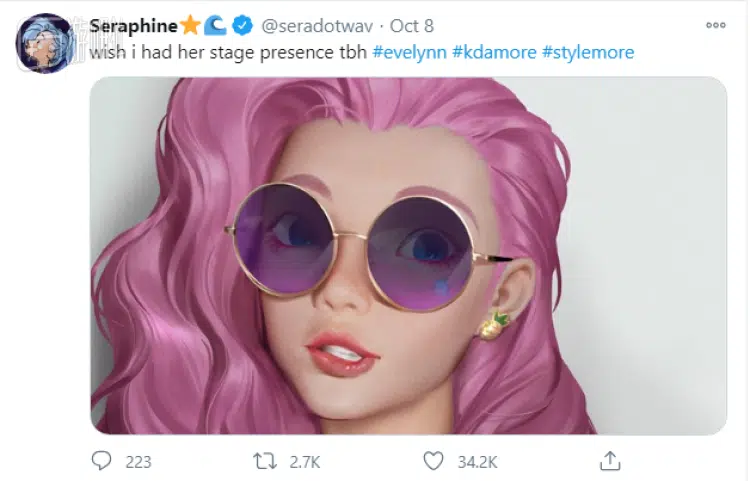 Seraphine⭐🌊 @seradotwav · Oct 8
wish i had her stage presence tbh #evelynn #kdamore #stylemore
223 2.7K 34.2K